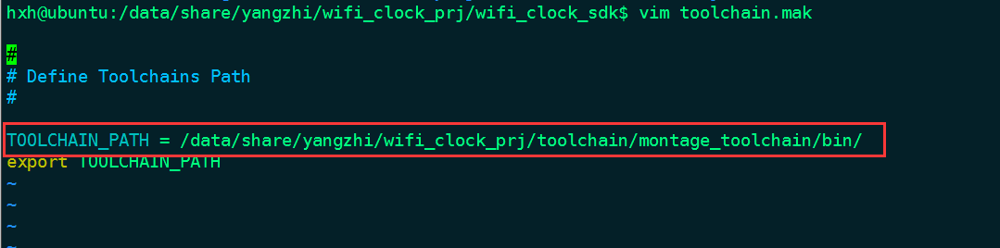 hxh@ubuntu:/data/share/yangzhi/wifi_clock_prj/wifi_clock_sdk$ vim toolchain.mak
#
# Define Toolchains Path
#
TOOLCHAIN_PATH = /data/share/yangzhi/wifi_clock_prj/toolchain/montage_toolchain/bin/
export TOOLCHAIN_PATH
~
~
~
~